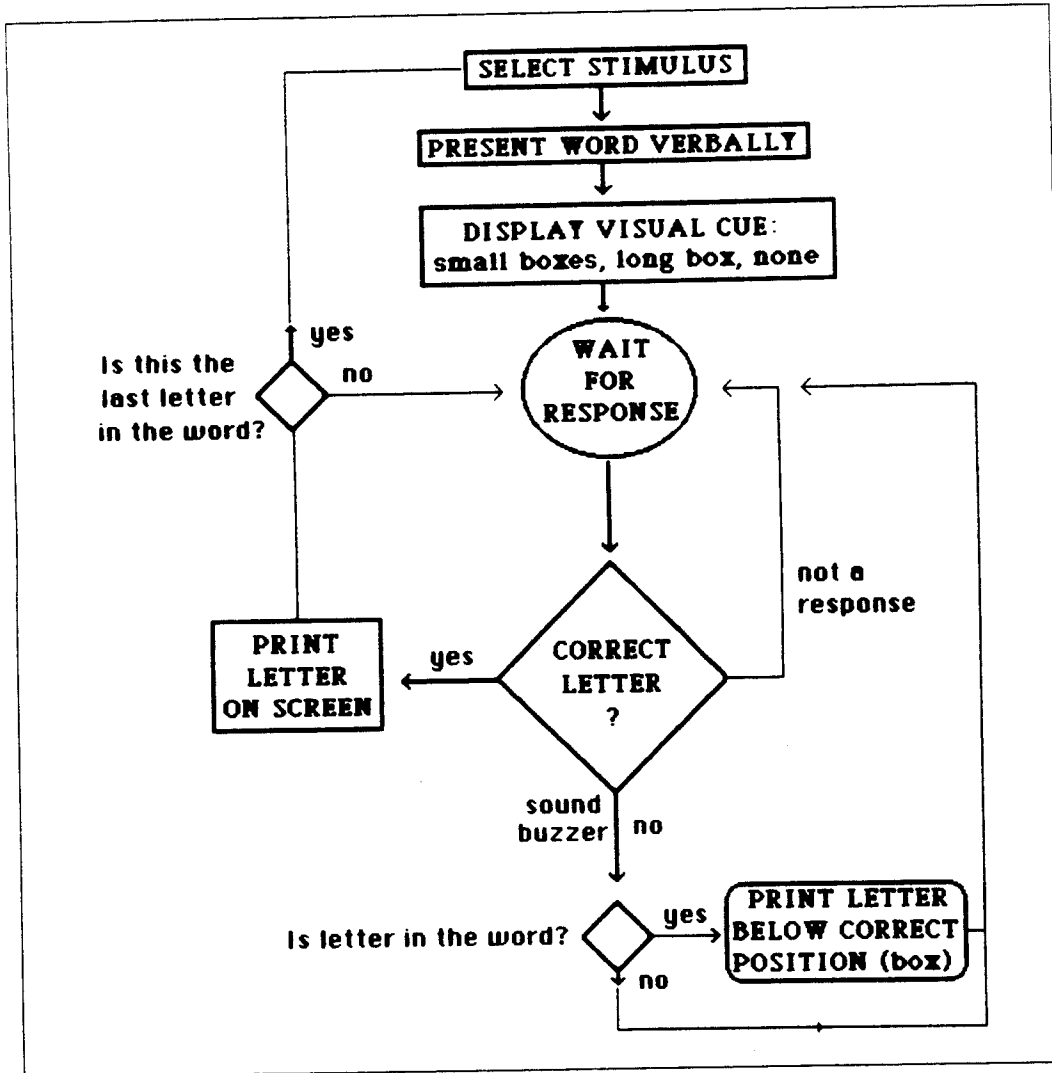 SELECT STIMULUS
PRESENT WORD VERBALLY
DISPLAY VISUAL CUE:
small boxes, long box, none
WAIT
FOR
RESPONSE
yes
no
Is this the
last letter
in the word?
not a
response
CORRECT
LETTER
?
yes
PRINT
LETTER
ON SCREEN
sound
buzzer
no
Is letter in the word?
yes
no
PRINT LETTER
BELOW CORRECT
POSITION (box)